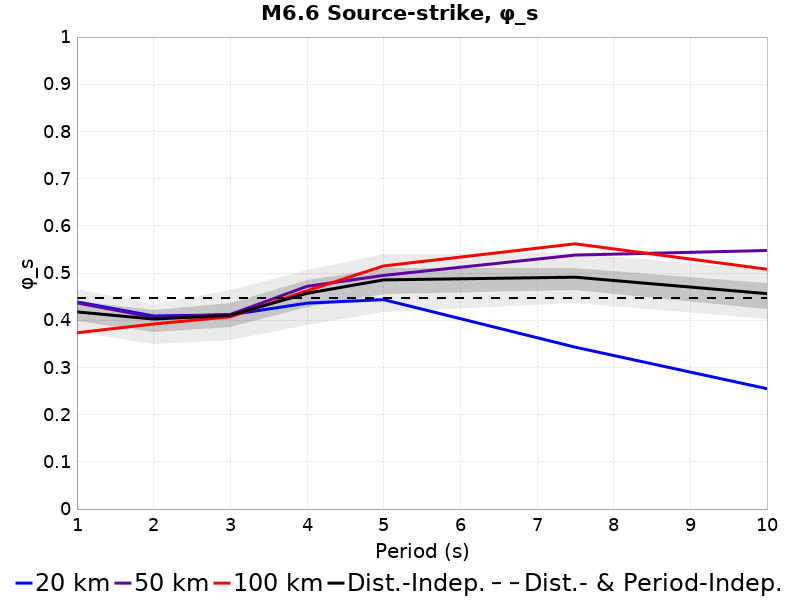 M6.6 Source-strike, φ_s
1
0.9
0.8
0.7
0.6
0.5
0.4
0.3
0.2
0.1
0
φ_s
1 2 3 4 5 6 7 8 9 10
Period (s)
20 km 50 km 100 km Dist.-Indep. Dist.- & Period-Indep.